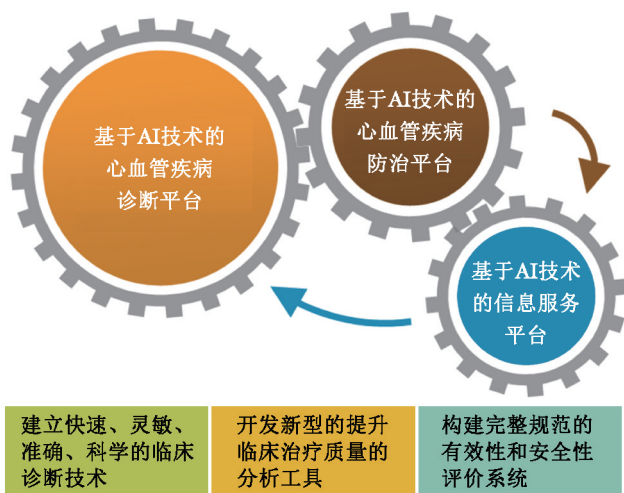 基于AI技术的
心血管疾病
诊断平台
基于AI技术的
心血管疾病
防治平台
基于AI技术
的信息服务
平台
建立快速、灵敏、
准确、科学的临床
诊断技术
开发新型的提升
临床治疗质量的
分析工具
构建完整规范的
有效性和安全性
评价系统